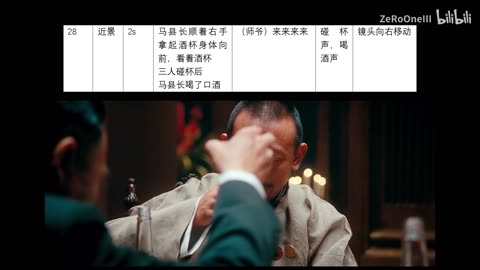 ZeRoOneIII bilibili
28 近景 2s 马县长顺着右手 （师爷）来来来来 碰杯 镜头向右移动
拿起酒杯身体向 声，喝
前，看着酒杯 酒声
三人碰杯后
马县长喝了口酒